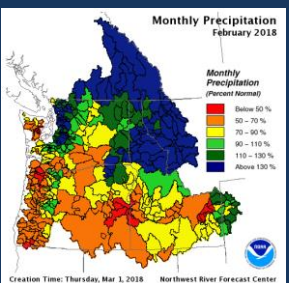 Monthly Precipitation
February 2018
Monthly
Precipitation
(Percent Normal)
Below 50 %
50 - 70 %
70 - 90 %
90 - 110 %
110 - 130 %
Above 130 %
noaa
Creation Time: Thursday, Mar 1, 2018 Northwest River Forecast Center